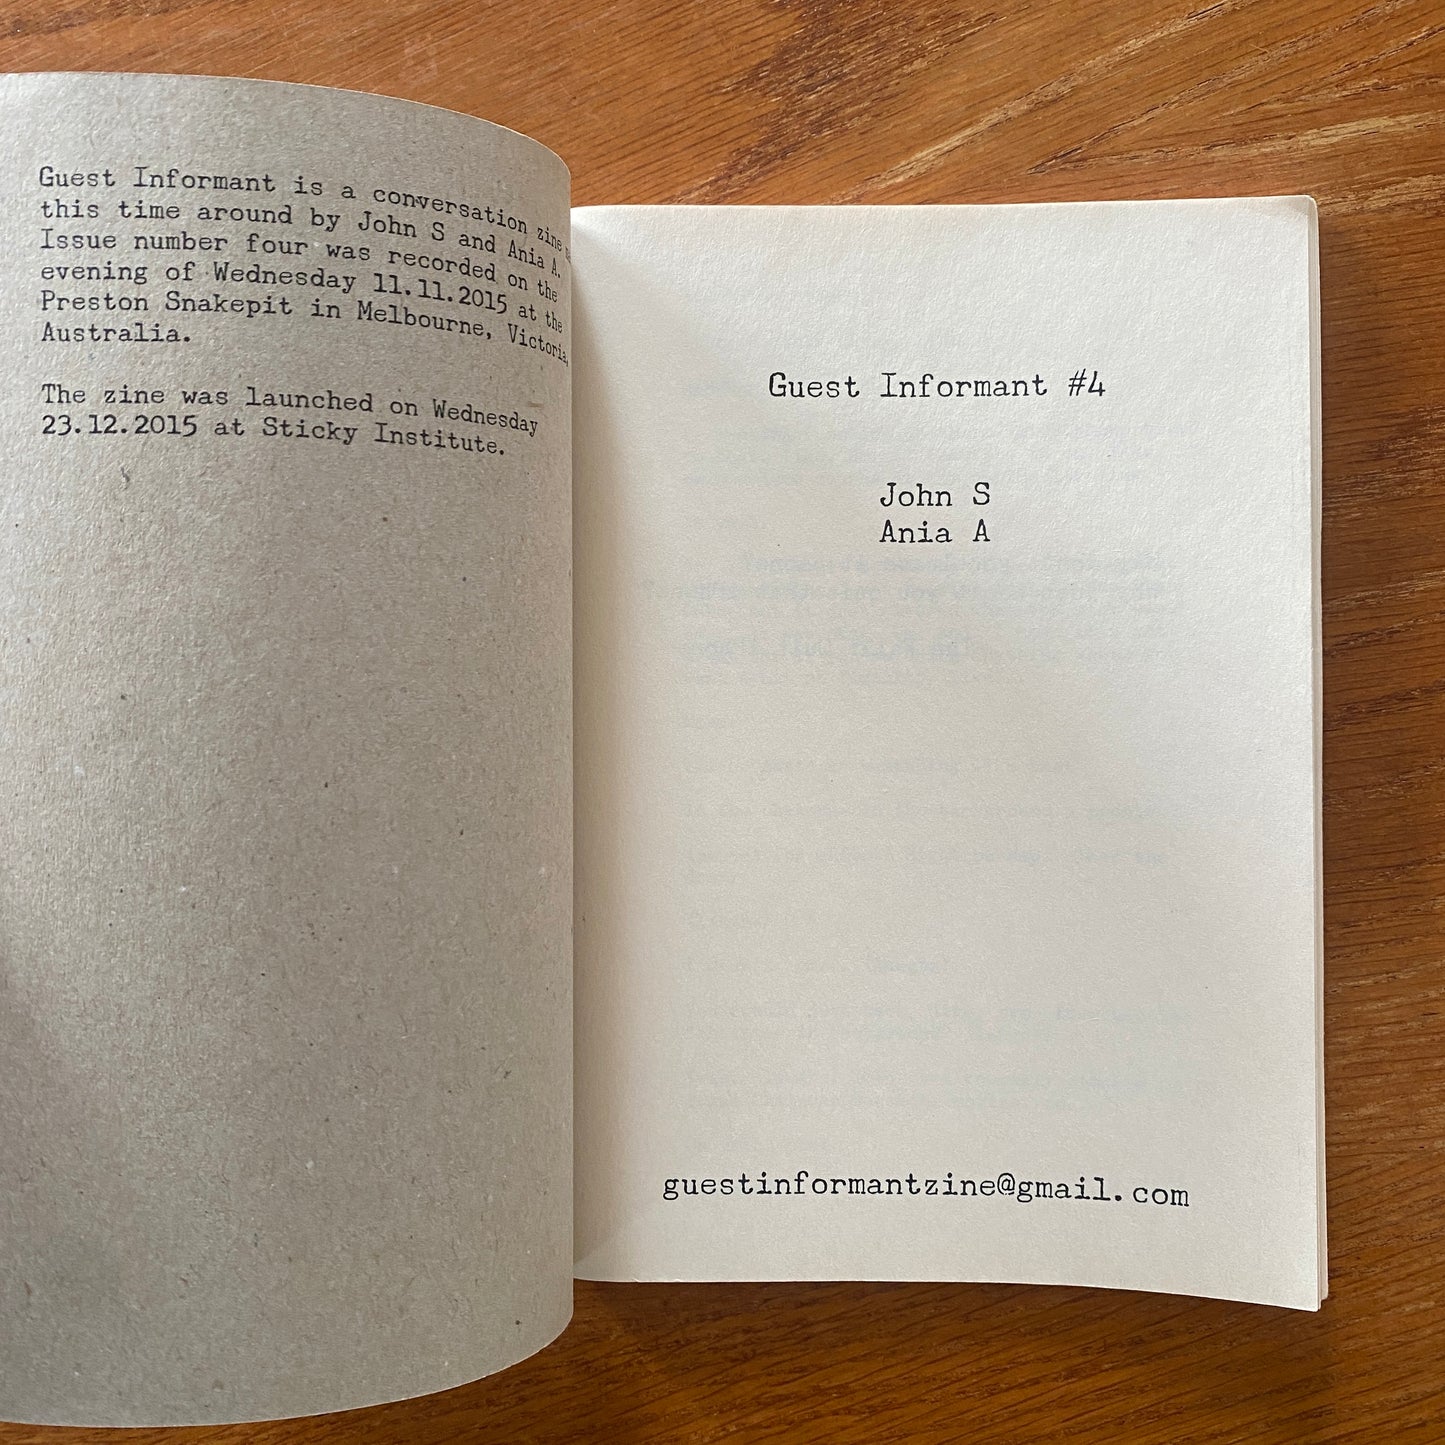 Guest Informant is a conversation zine
this time around by John S and Ania A.
Issue number four was recorded on the
evening of Wednesday 11.11.2015 at the
Preston Snakepit in Melbourne, Victoria,
Australia.
The zine was launched on Wednesday
23.12.2015 at Sticky Institute.
Guest Informant #4
John S
Ania A
guestinformantzine@gmail.com